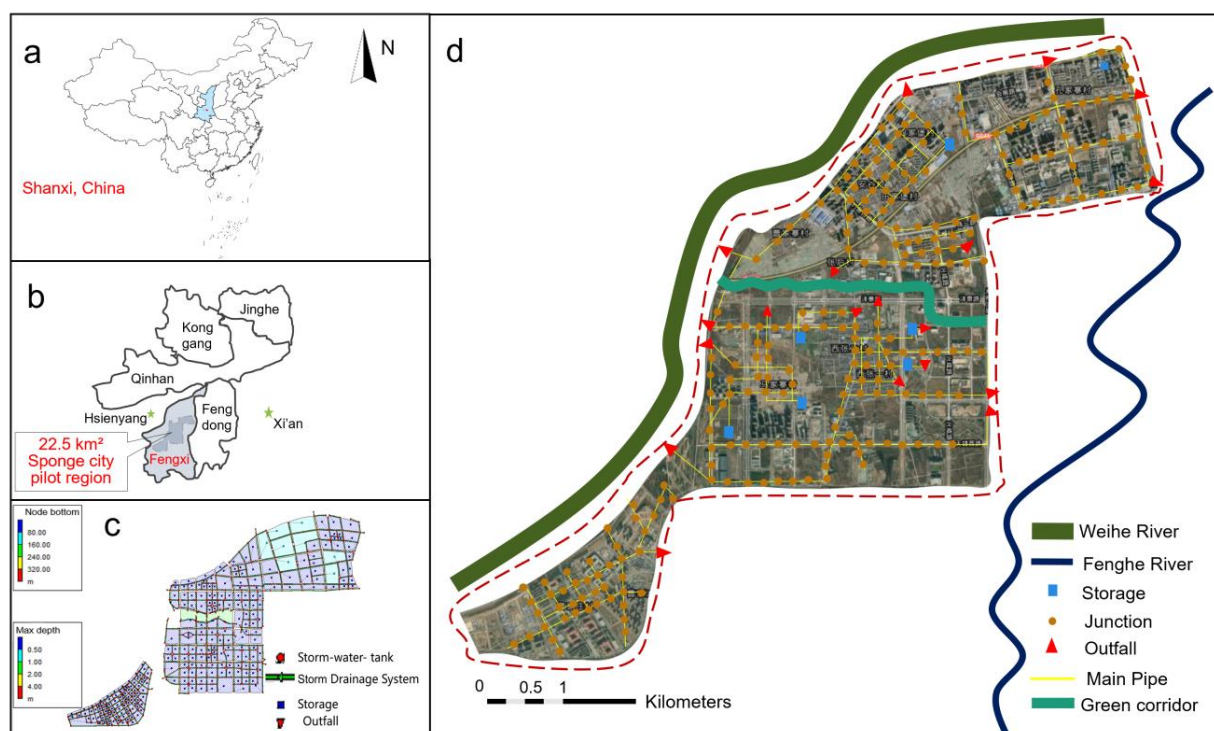 a
N
Shanxi, China
b
Jinghe
Kong
gang
Qinhan
Hsienyang
Feng
dong
Xi'an
22.5 km²
Sponge city
pilot region
Fengxi
c
Node bottom
80.00
160.00
240.00
320.00
m
Max depth
0.50
1.00
2.00
4.00
m
Storm-water- tank
Storm Drainage System
Storage
Outfall
d
0 0.5 1
Kilometers
Weihe River
Fenghe River
Storage
Junction
Outfall
Main Pipe
Green corridor